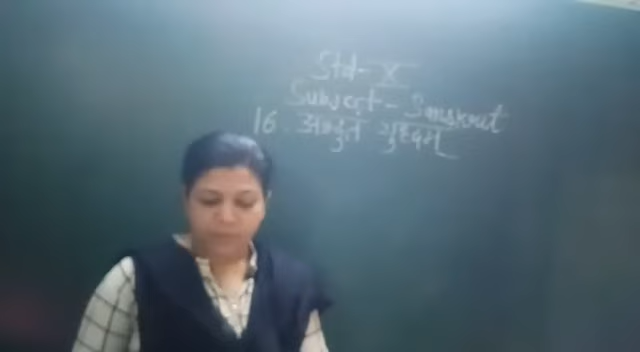 Std - X
Subject - Sanskrit
16. अद्भुतं युद्धम्